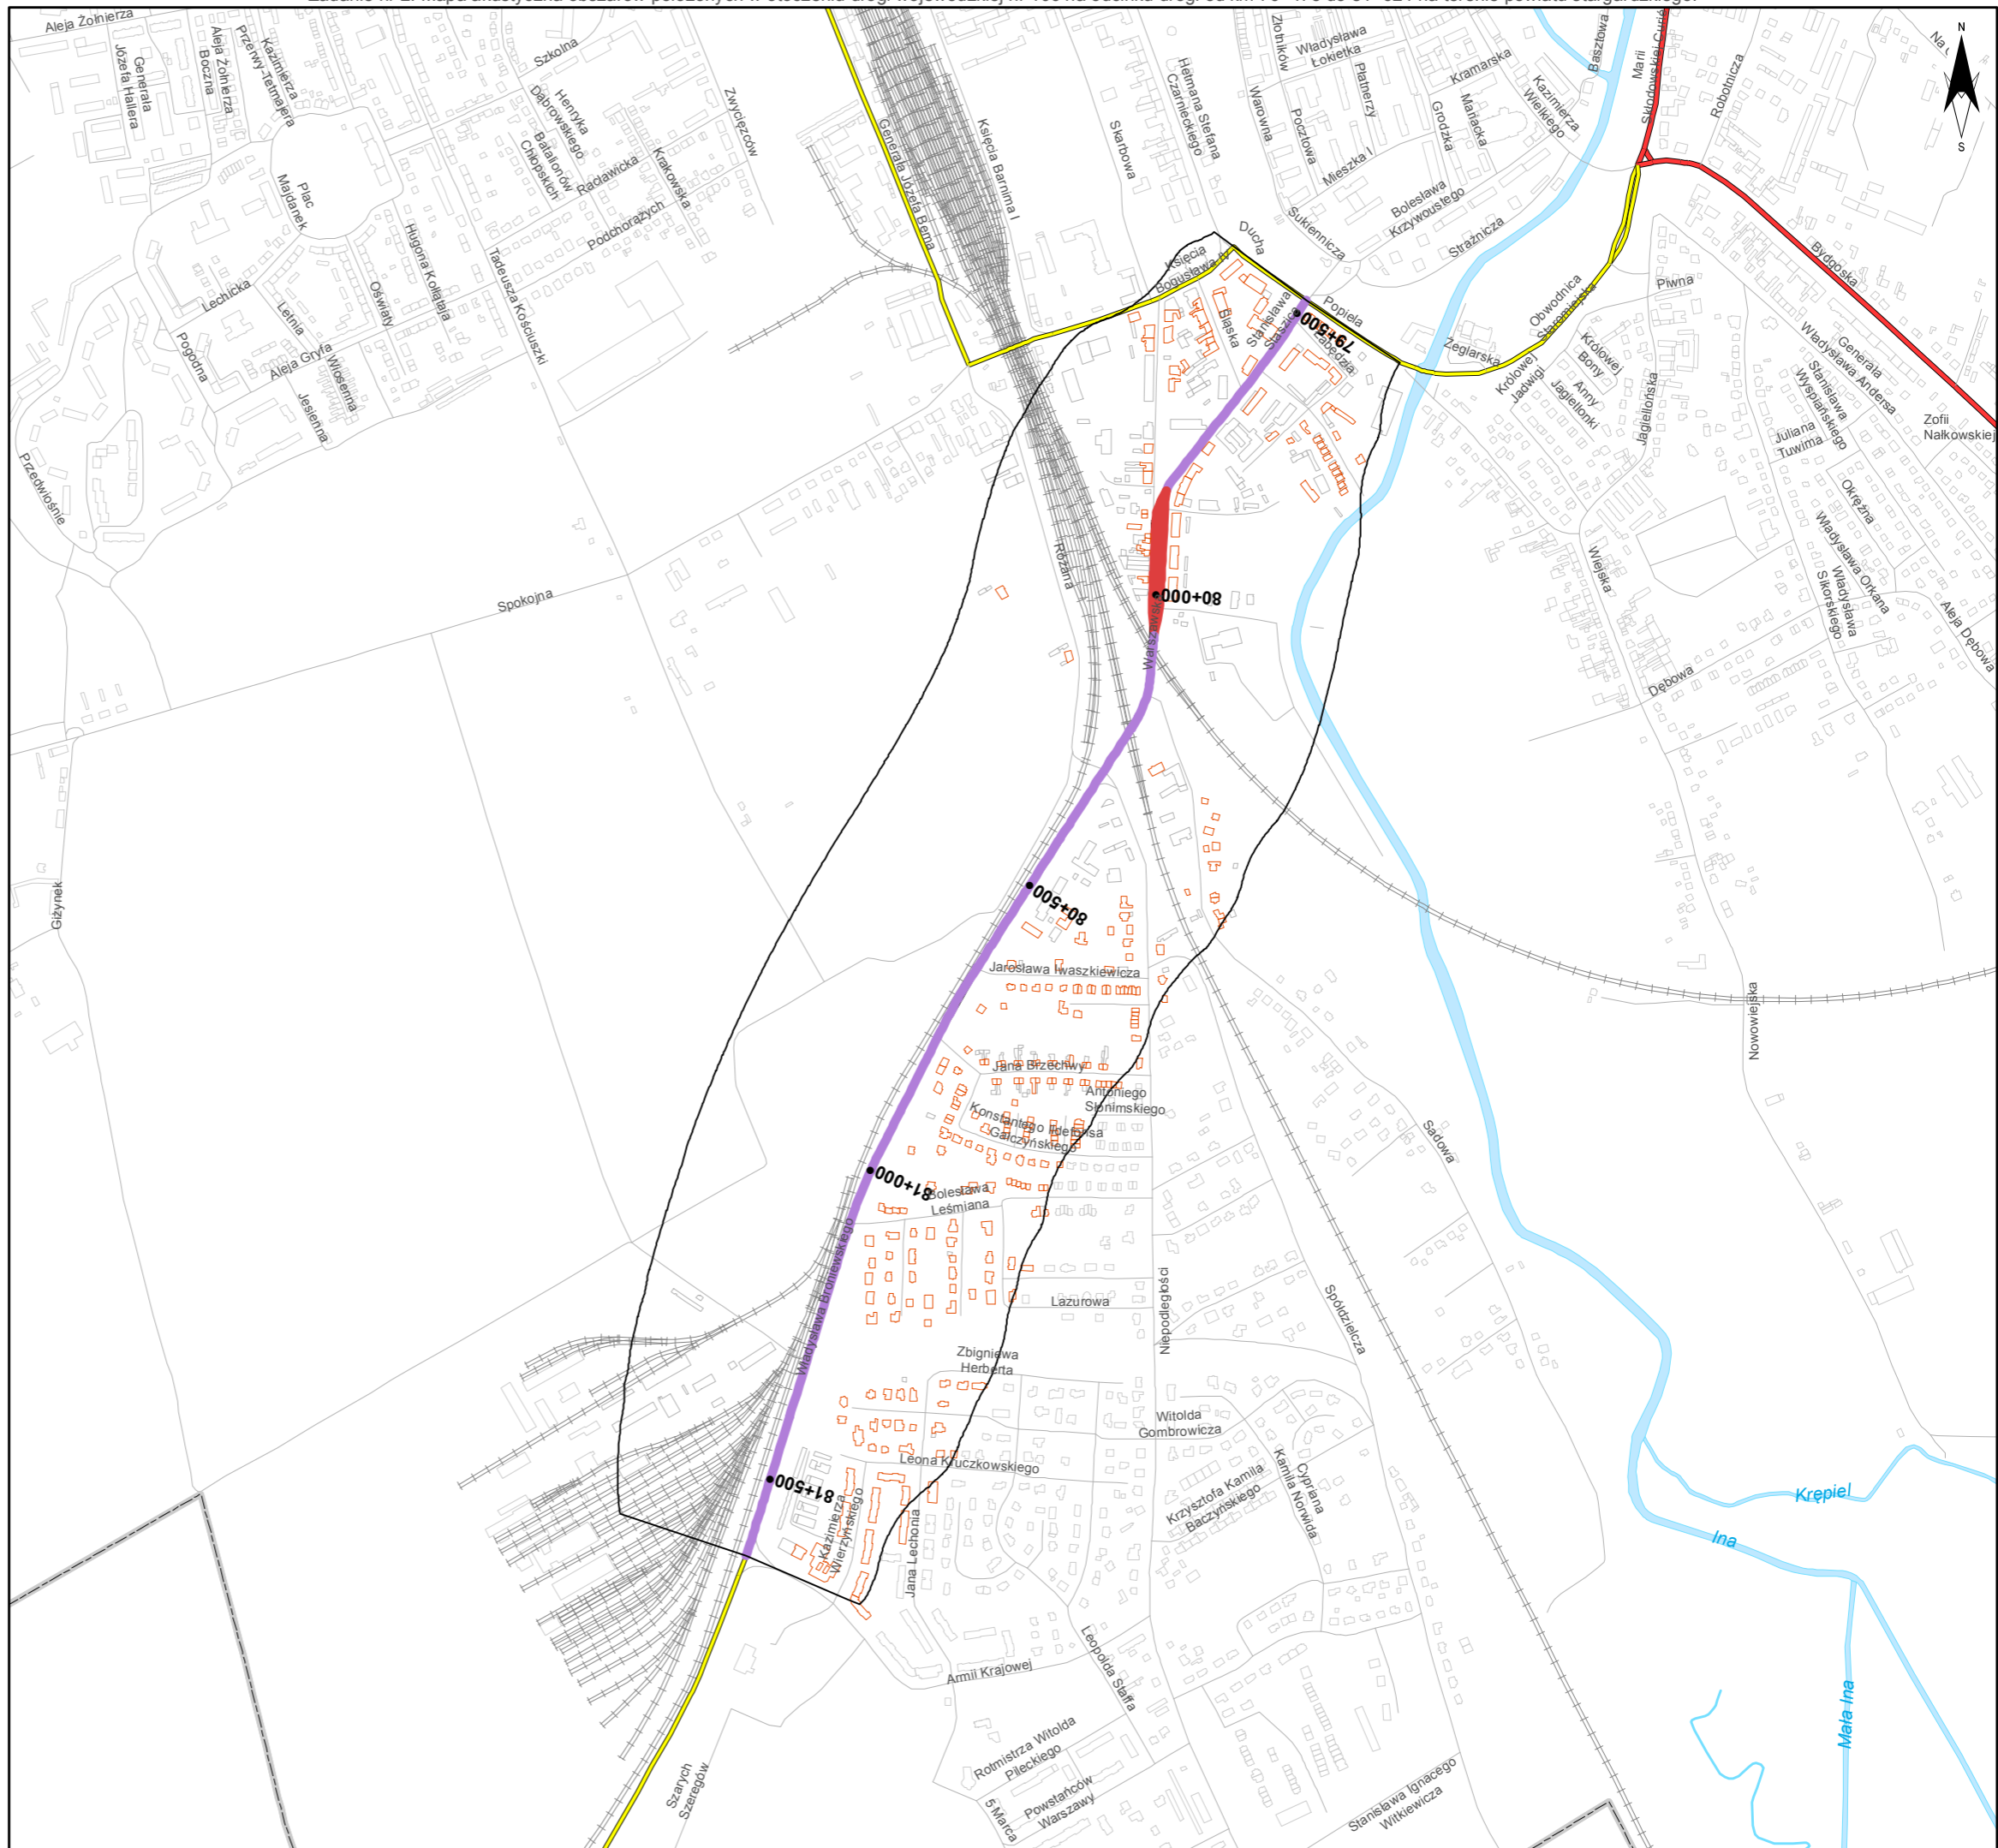 Aleja Żołnierza
Generała
Józefa Hallera
Aleja Żołnierza
Boczna
Kazimierza
Przerwy-Tetmajera
Szkolna
Henryka
Dąbrowskiego
Batalionów
Chłopskich
Racławicka
Krakowska
Zwycięzców
Podchorążych
Plac
Majdanek
Hugona Kołłątaja
Tadeusza Kościuszki
Lechicka
Letnia
Oświaty
Pogodna
Aleja Gryfa
Wiosenna
Jesienna
Przedwiośnie
Spokojna
Giżynek
Generała Józefa Bema
Księcia Barnima I
Skarbowa
Hetmana Stefana
Czarnieckiego
Złotników
Władysława
Łokietka
Płatnerzy
Warowna
Pocztowa
Kramarska
Mariacka
Grodzka
Kazimierza
Wielkiego
Basztowa
Marii
Skłodowskiej Curie
Robotnicza
N
S
Mieszka I
Bolesława
Krzywoustego
Sukiennicza
Strażnicza
Ducha
Księcia
Bogusława IV
Popiela
Stanisława
Staszica
Bląska
79+500
Żeglarska
Obwodnica
Staromiejska
Piwna
Bydgoska
Królowej
Jadwigi
Królowej
Bony
Anny
Jagiellonki
Jagiellońska
Generała
Władysława Andersa
Stanisława
Wyspiańskiego
Juliana
Tuwima
Zofii
Nałkowskiej
Okrężna
Władysława Orkana
Władysława
Sikorskiego
Aleja Dębowa
Wiejska
Dębowa
Różana
80+000
Warszawska
80+500
Jarosława Iwaszkiewicza
Jana Brzechwy
Antoniego
Słonimskiego
Konstantego Ildefonsa
Gałczyńskiego
Nowowiejska
Sadowa
81+000
Bolesława
Leśmiana
Władysława Broniewskiego
Lazurowa
Niepodległości
Spółdzielcza
Zbigniewa
Herberta
Witolda
Gombrowicza
Leona Kruczkowskiego
81+500
Kazimierza
Wierzyńskiego
Jana Lechonia
Krzysztofa Kamila
Baczyńskiego
Cypriana
Kamila Norwida
Krępiel
Ina
Mała Ina
Armii Krajowej
Leopolda Staffa
Rotmistrza Witolda
Pileckiego
Powstańców
Warszawy
5 Marca
Szarych
Szeregów
Stanisława Ignacego
Witkiewicza